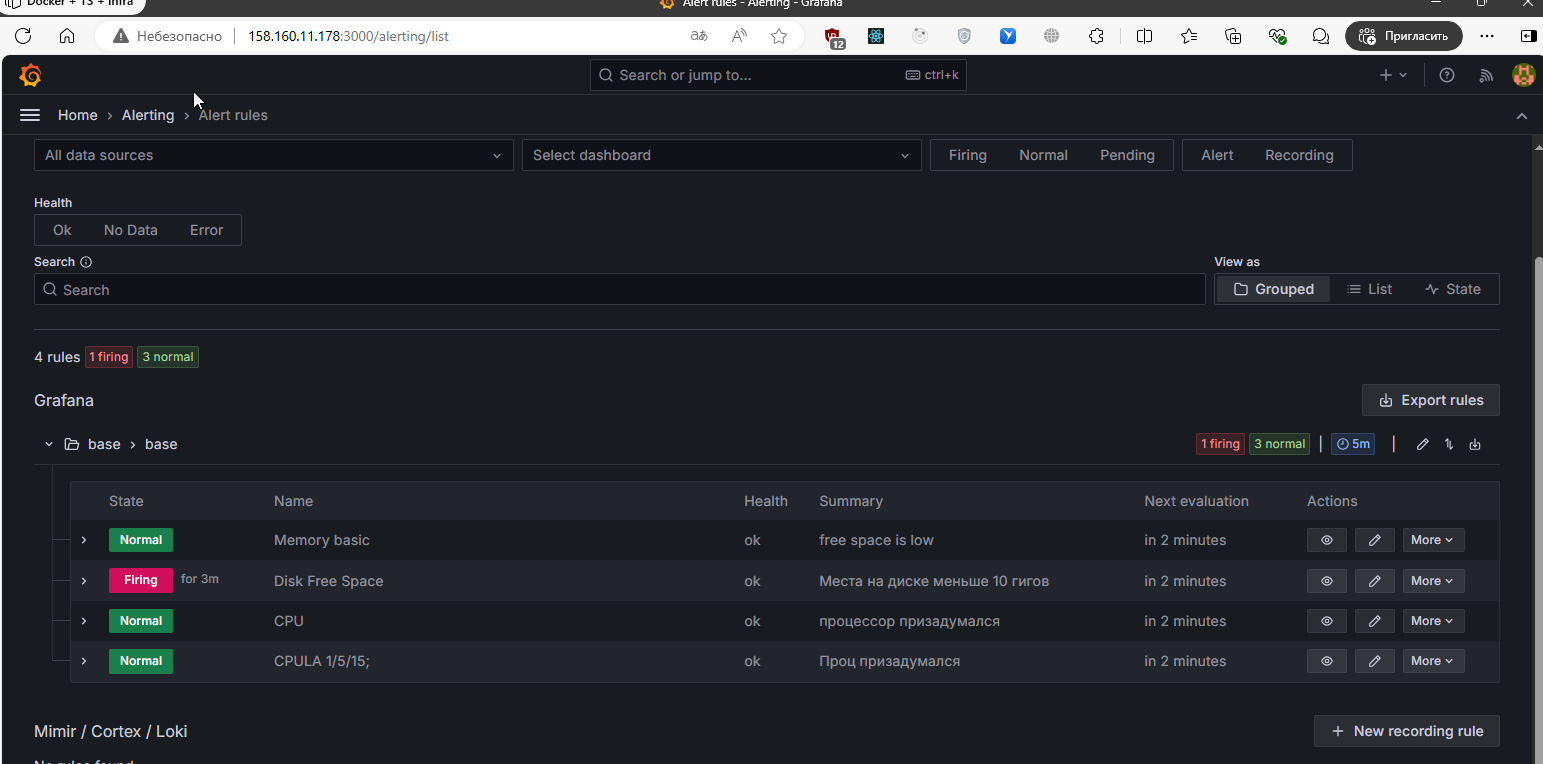 Docker + TS + Infra
Alert rules - Alerting - Grafana
Небезопасно 158.160.11.178:3000/alerting/list аあ A 12 Пригласить
Search or jump to... ctrl+k
Home › Alerting › Alert rules
All data sources Select dashboard Firing Normal Pending Alert Recording
Health
Ok No Data Error
Search View as
Search Grouped List State
4 rules 1 firing 3 normal
Grafana Export rules
base › base 1 firing 3 normal | 5m |
State Name Health Summary Next evaluation Actions
Normal Memory basic ok free space is low in 2 minutes More
Firing for 3m Disk Free Space ok Места на диске меньше 10 гигов in 2 minutes More
Normal CPU ok процессор призадумался in 2 minutes More
Normal CPULA 1/5/15; ok Проц призадумался in 2 minutes More
Mimir / Cortex / Loki + New recording rule
No rules found